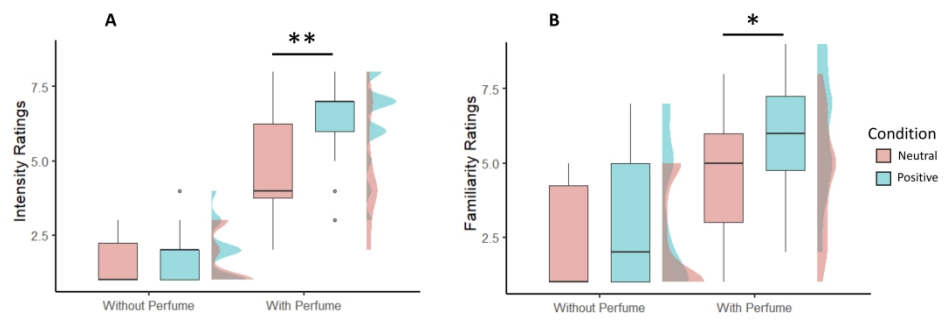 A
**
Intensity Ratings
7.5
5.0
2.5
Without Perfume
With Perfume
B
*
Familiarity Ratings
7.5
5.0
2.5
Without Perfume
With Perfume
Condition
Neutral
Positive